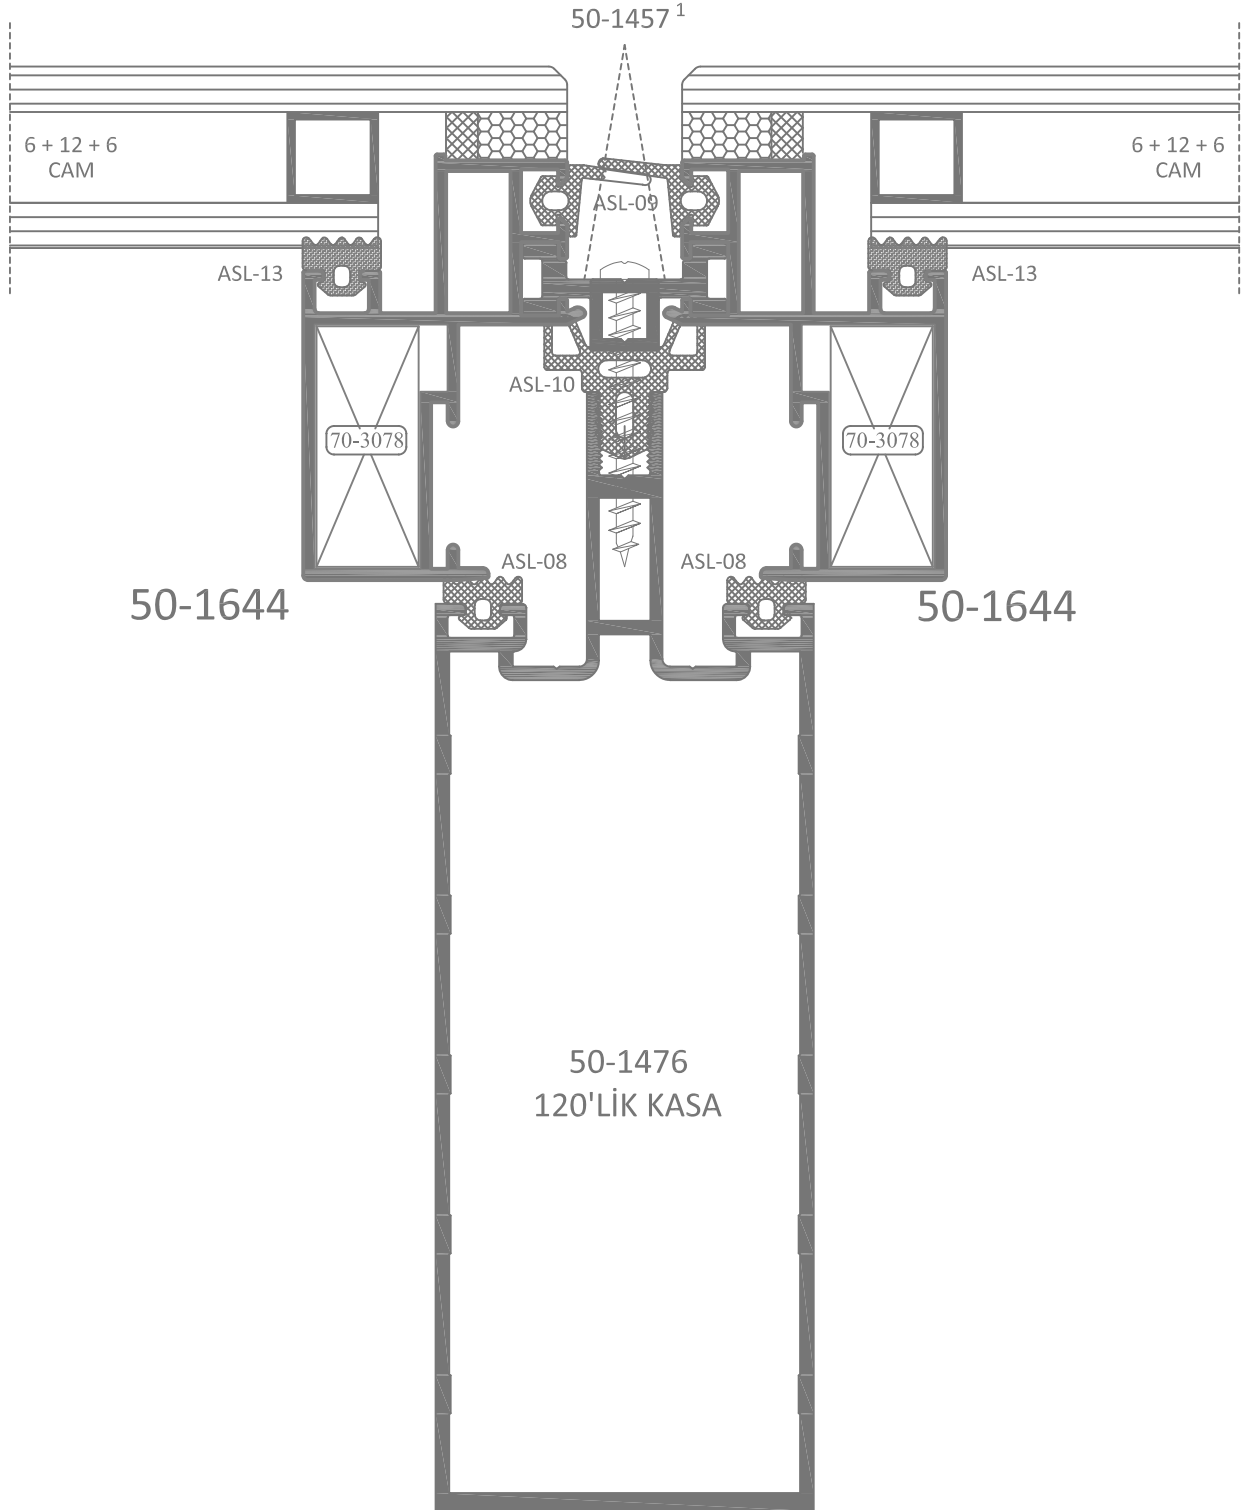 50-1457 ¹
6 + 12 + 6
CAM
6 + 12 + 6
CAM
ASL-09
ASL-13
ASL-13
ASL-10
70-3078
70-3078
ASL-08
ASL-08
50-1644
50-1644
50-1476
120'LİK KASA